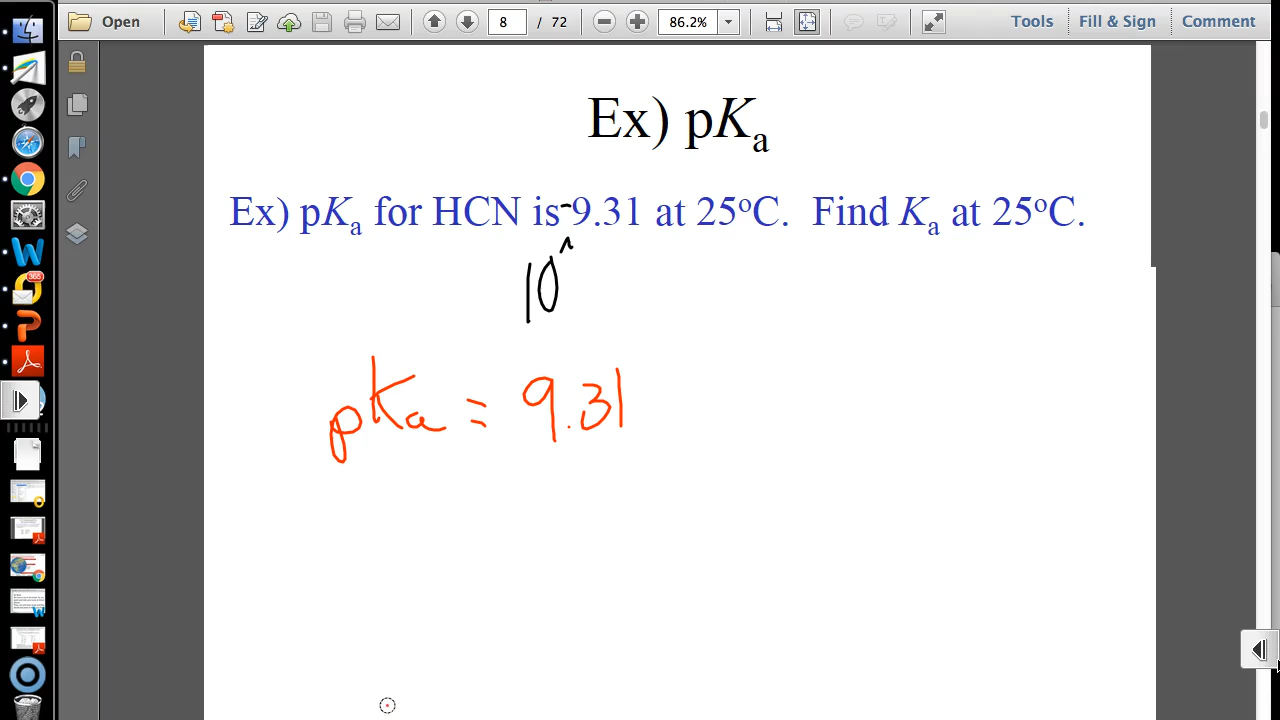 Open 8 / 72 86.2% Tools Fill & Sign Comment
Ex) pKa
Ex) pKa for HCN is -9.31 at 25°C. Find Ka at 25°C.
10^
pKa = 9.31
W
365